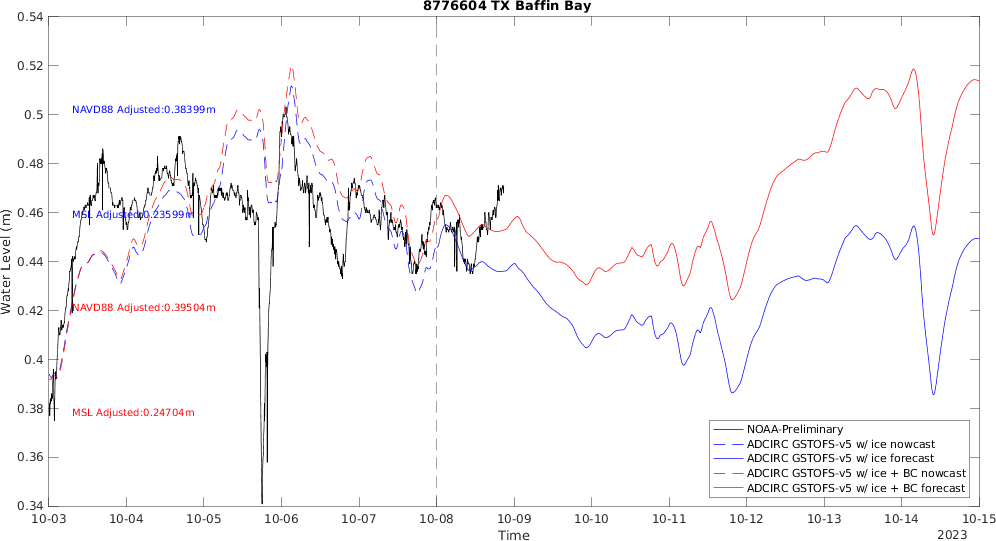 8776604 TX Baffin Bay
Water Level (m)
0.54
0.52
0.5
0.48
0.46
0.44
0.42
0.4
0.38
0.36
0.34
NAVD88 Adjusted:0.38399m
MSL Adjusted:0.23599m
NAVD88 Adjusted:0.39504m
MSL Adjusted:0.24704m
NOAA-Preliminary
ADCIRC GSTOFS-v5 w/ ice nowcast
ADCIRC GSTOFS-v5 w/ ice forecast
ADCIRC GSTOFS-v5 w/ ice + BC nowcast
ADCIRC GSTOFS-v5 w/ ice + BC forecast
10-03 10-04 10-05 10-06 10-07 10-08 10-09 10-10 10-11 10-12 10-13 10-14 10-15
Time
2023